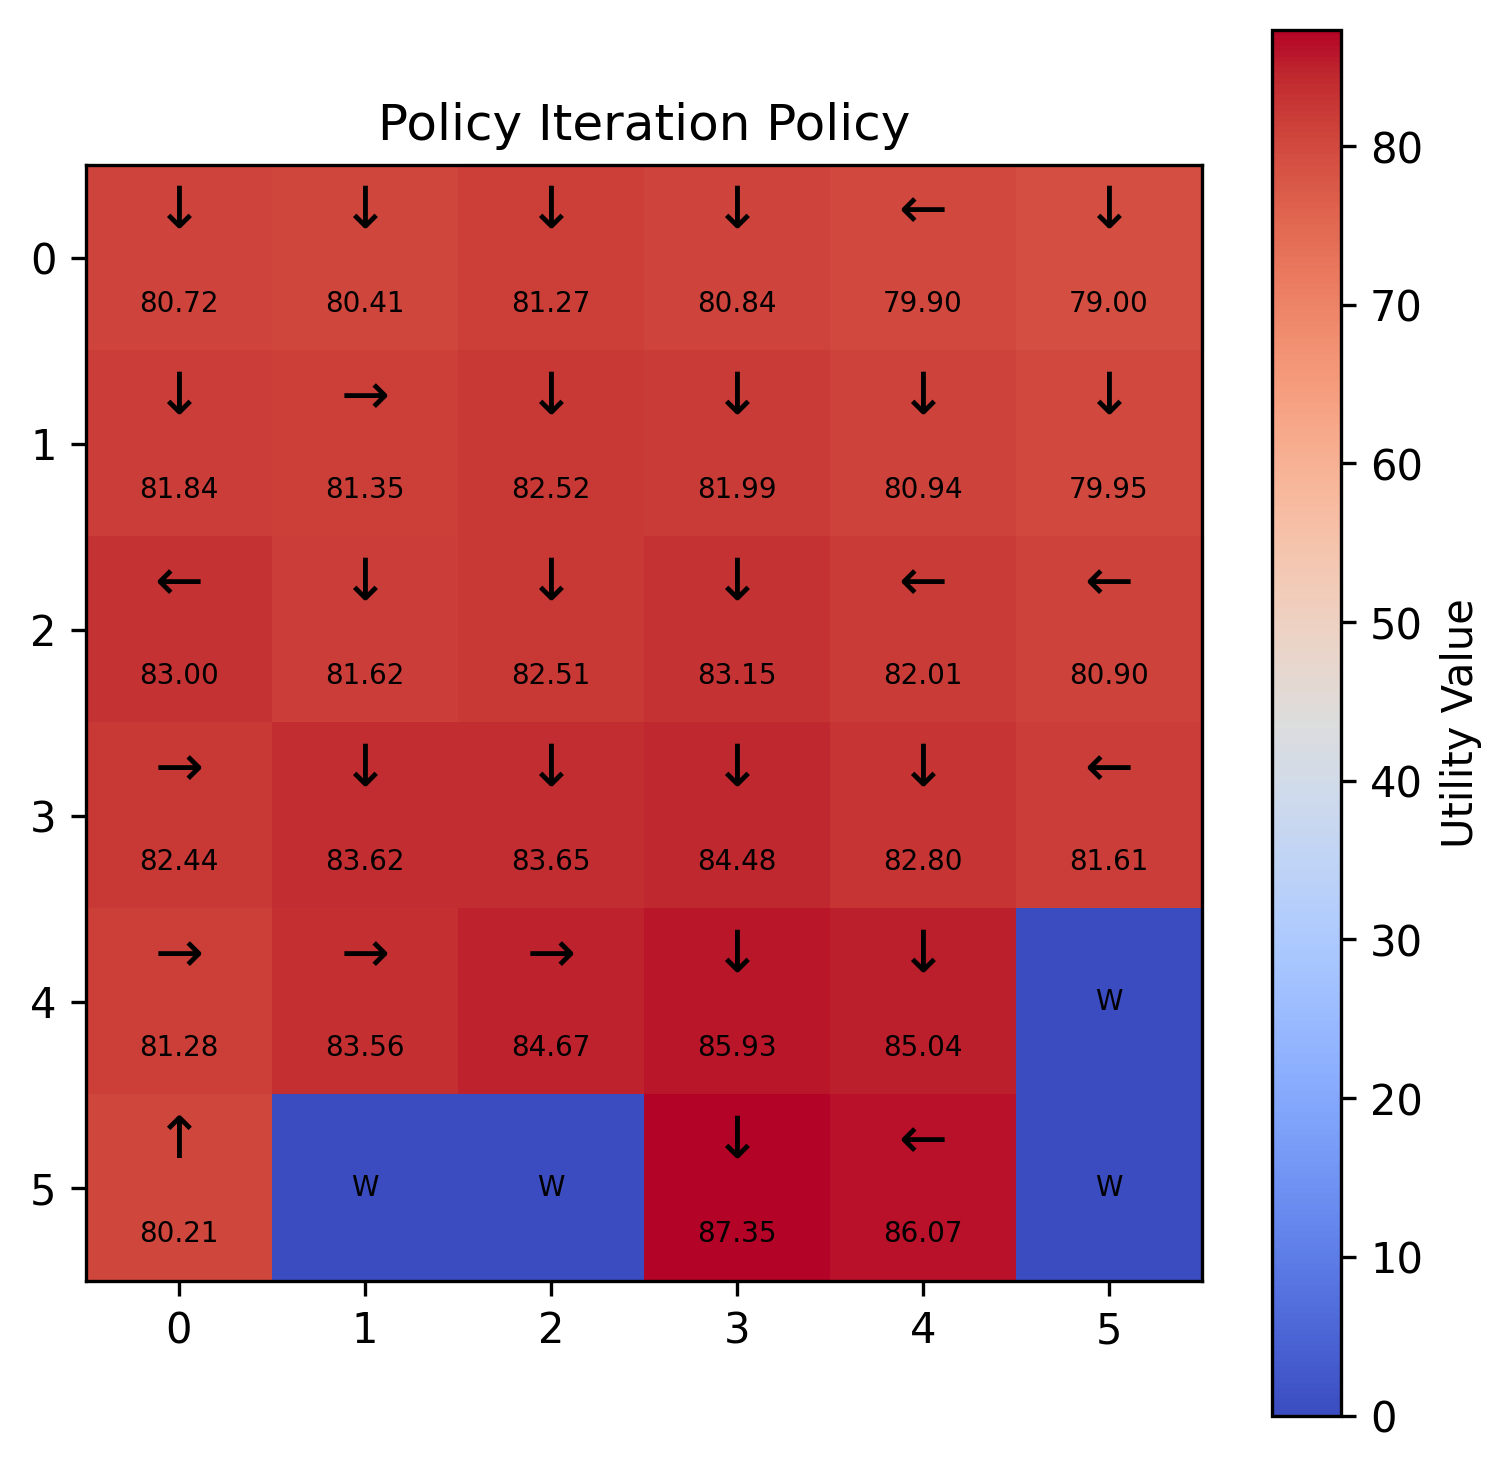 Policy Iteration Policy
↓ ↓ ↓ ↓ ← ↓
0
80.72 80.41 81.27 80.84 79.90 79.00
↓ → ↓ ↓ ↓ ↓
1
81.84 81.35 82.52 81.99 80.94 79.95
← ↓ ↓ ↓ ← ←
2
83.00 81.62 82.51 83.15 82.01 80.90
→ ↓ ↓ ↓ ↓ ←
3
82.44 83.62 83.65 84.48 82.80 81.61
→ → → ↓ ↓
4 W
81.28 83.56 84.67 85.93 85.04
↑ ↓ ←
5 W W W
80.21 87.35 86.07
0 1 2 3 4 5
80
70
60
50
40
30
20
10
0
Utility Value